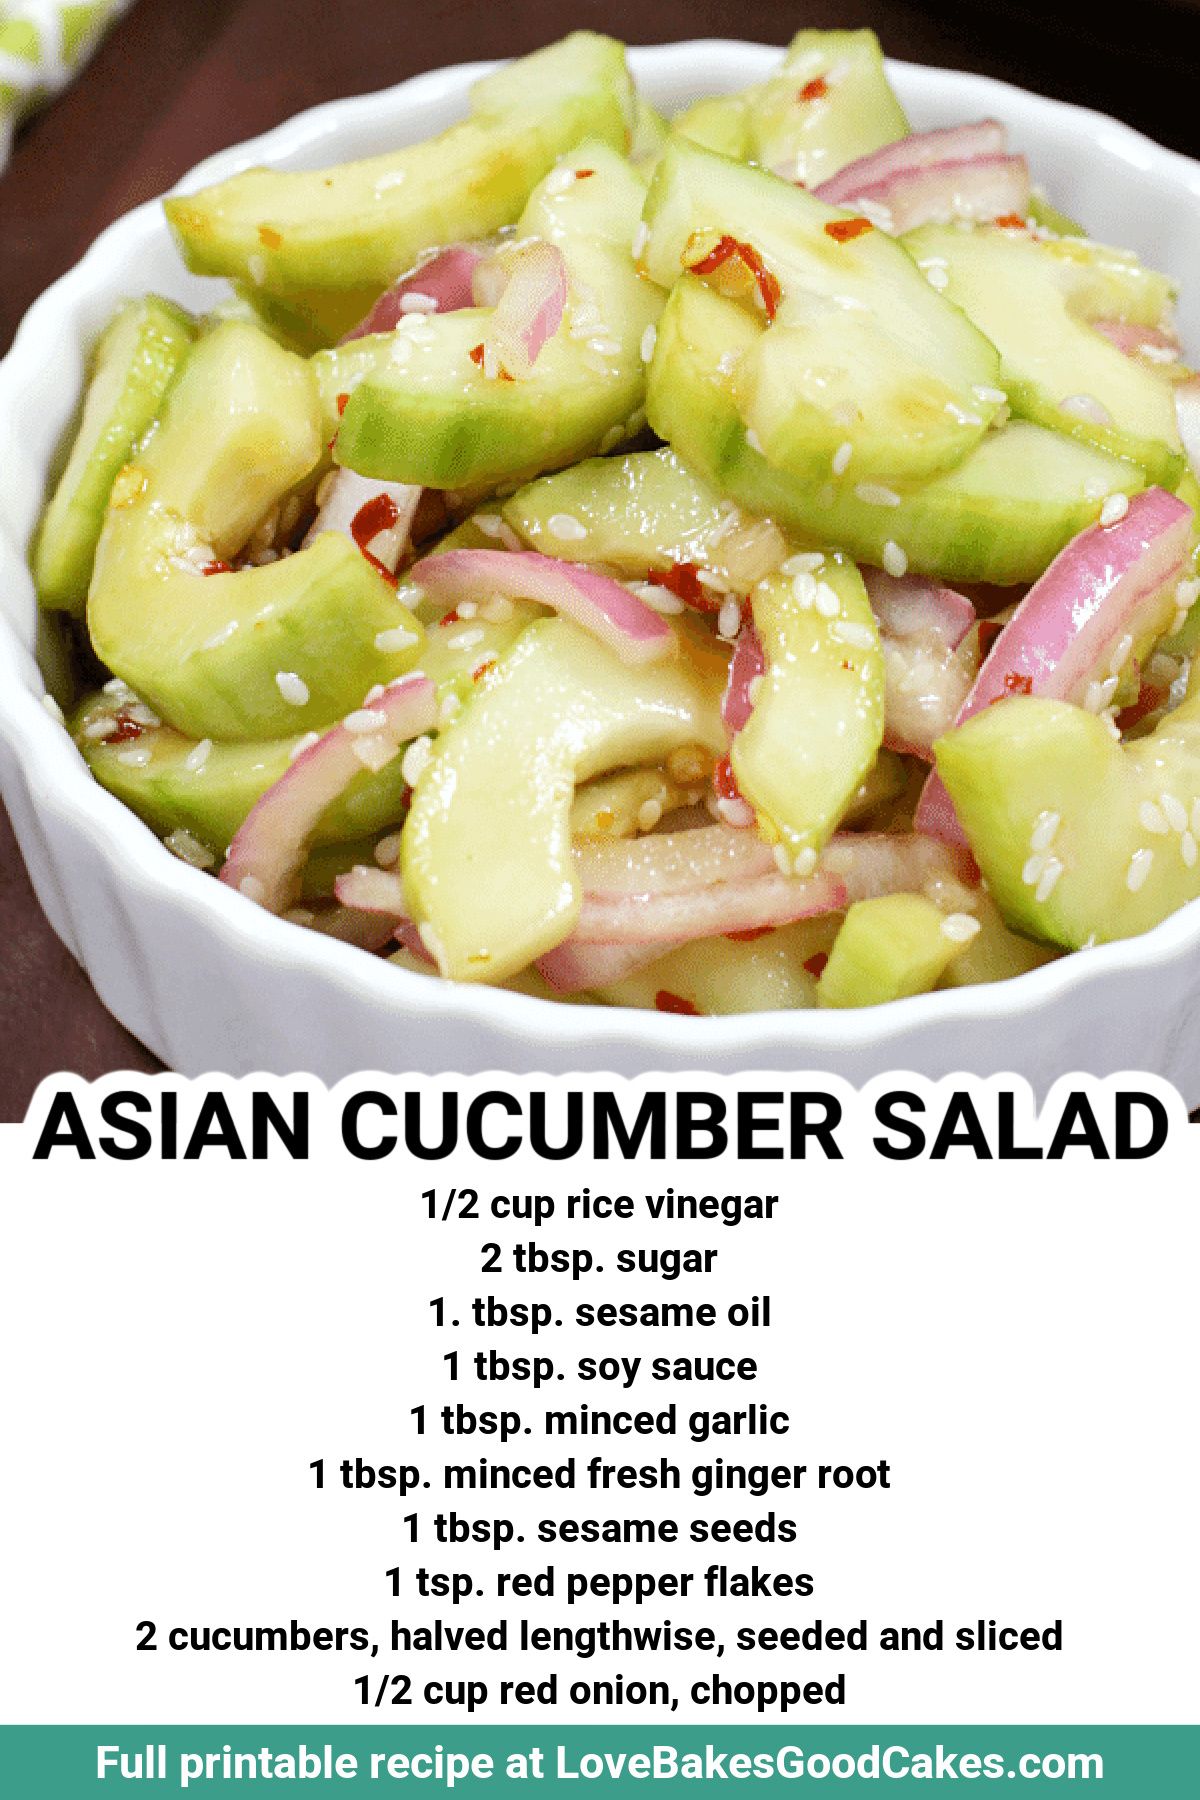 ASIAN CUCUMBER SALAD
1/2 cup rice vinegar
2 tbsp. sugar
1. tbsp. sesame oil
1 tbsp. soy sauce
1 tbsp. minced garlic
1 tbsp. minced fresh ginger root
1 tbsp. sesame seeds
1 tsp. red pepper flakes
2 cucumbers, halved lengthwise, seeded and sliced
1/2 cup red onion, chopped
Full printable recipe at LoveBakesGoodCakes.com